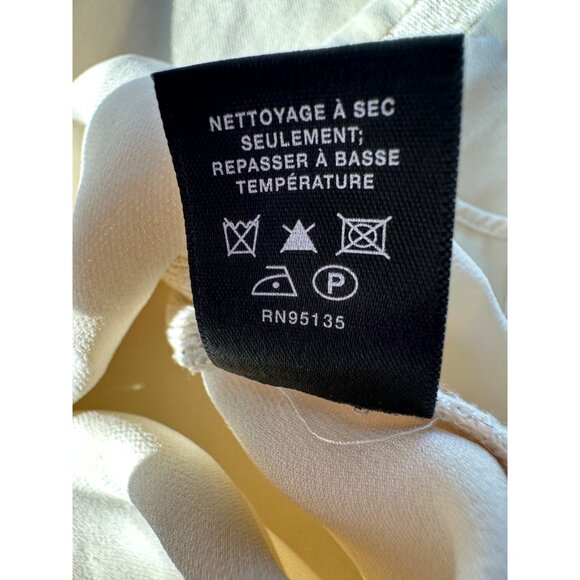 NETTOYAGE À SEC
SEULEMENT;
REPASSER À BASSE
TEMPÉRATURE
P
RN95135